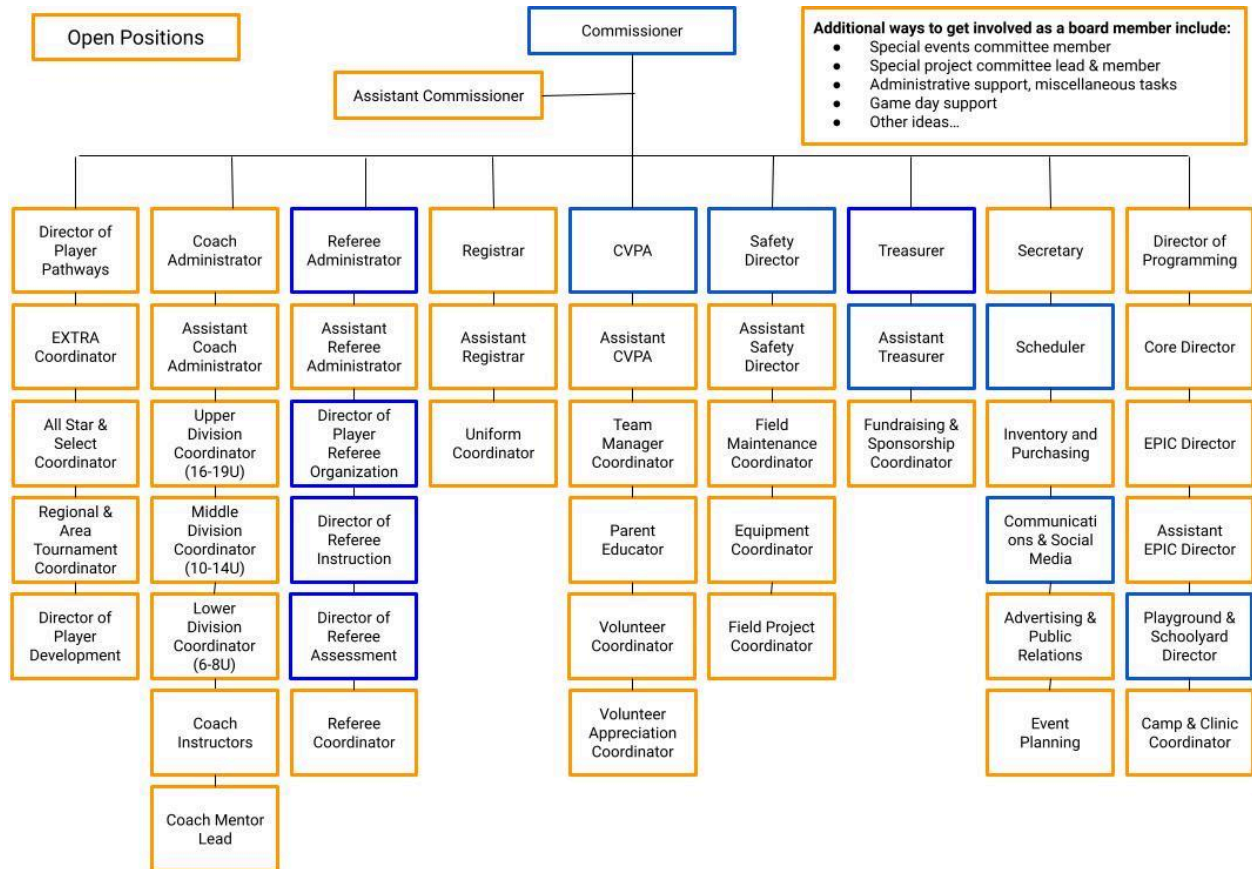 Open Positions
Commissioner
Additional ways to get involved as a board member include:
● Special events committee member
● Special project committee lead & member
● Administrative support, miscellaneous tasks
● Game day support
● Other ideas…
Assistant Commissioner
Director of
Player
Pathways
Coach
Administrator
Referee
Administrator
Registrar
CVPA
Safety
Director
Treasurer
Secretary
Director of
Programming
EXTRA
Coordinator
Assistant
Coach
Administrator
Assistant
Referee
Administrator
Assistant
Registrar
Assistant
CVPA
Assistant
Safety
Director
Assistant
Treasurer
Scheduler
Core Director
All Star &
Select
Coordinator
Upper
Division
Coordinator
(16-19U)
Director of
Player
Referee
Organization
Uniform
Coordinator
Team
Manager
Coordinator
Field
Maintenance
Coordinator
Fundraising &
Sponsorship
Coordinator
Inventory and
Purchasing
EPIC Director
Regional &
Area
Tournament
Coordinator
Middle
Division
Coordinator
(10-14U)
Director of
Referee
Instruction
Parent
Educator
Equipment
Coordinator
Communicati
ons & Social
Media
Assistant
EPIC Director
Director of
Player
Development
Lower
Division
Coordinator
(6-8U)
Director of
Referee
Assessment
Volunteer
Coordinator
Field Project
Coordinator
Advertising &
Public
Relations
Playground &
Schoolyard
Director
Coach
Instructors
Referee
Coordinator
Volunteer
Appreciation
Coordinator
Event
Planning
Camp & Clinic
Coordinator
Coach Mentor
Lead